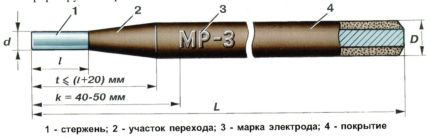 1 2 3 4
d
МР-3
D
l
t ⩽ (l+20) мм
k = 40-50 мм
L
1 - стержень; 2 - участок перехода; 3 - марка электрода; 4 - покрытие